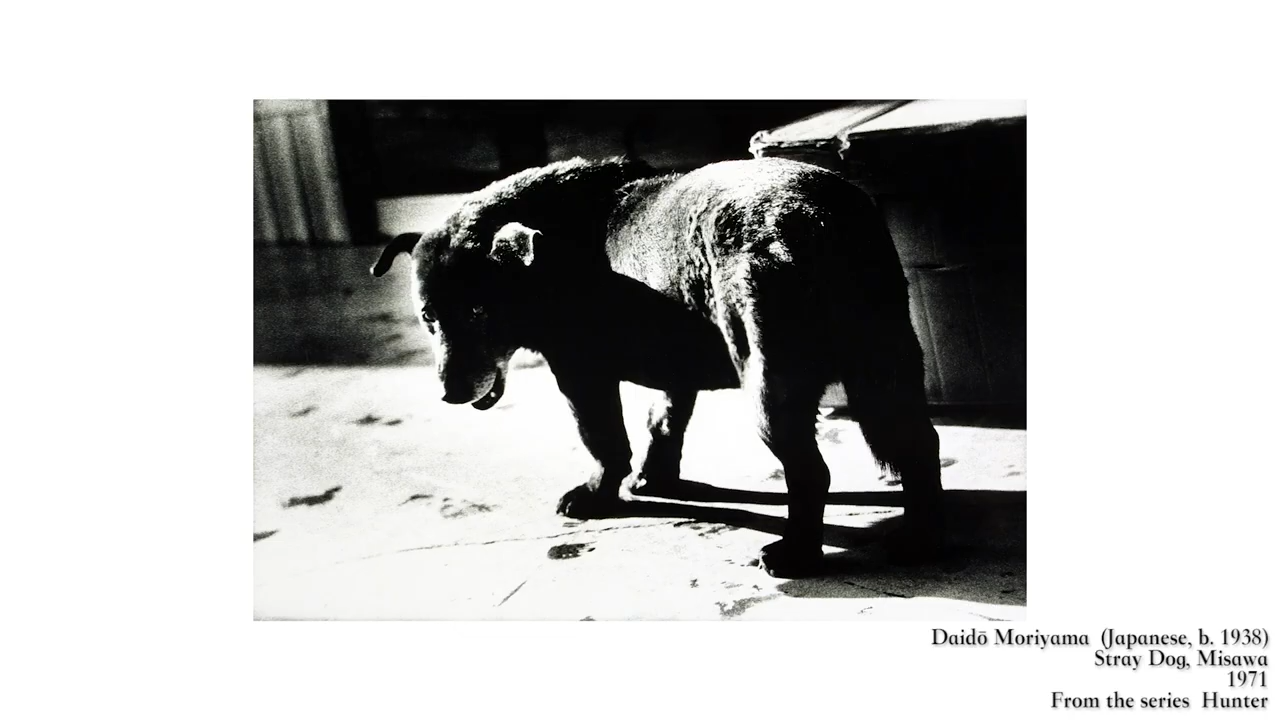 Daidō Moriyama (Japanese, b. 1938)
Stray Dog, Misawa
1971
From the series Hunter